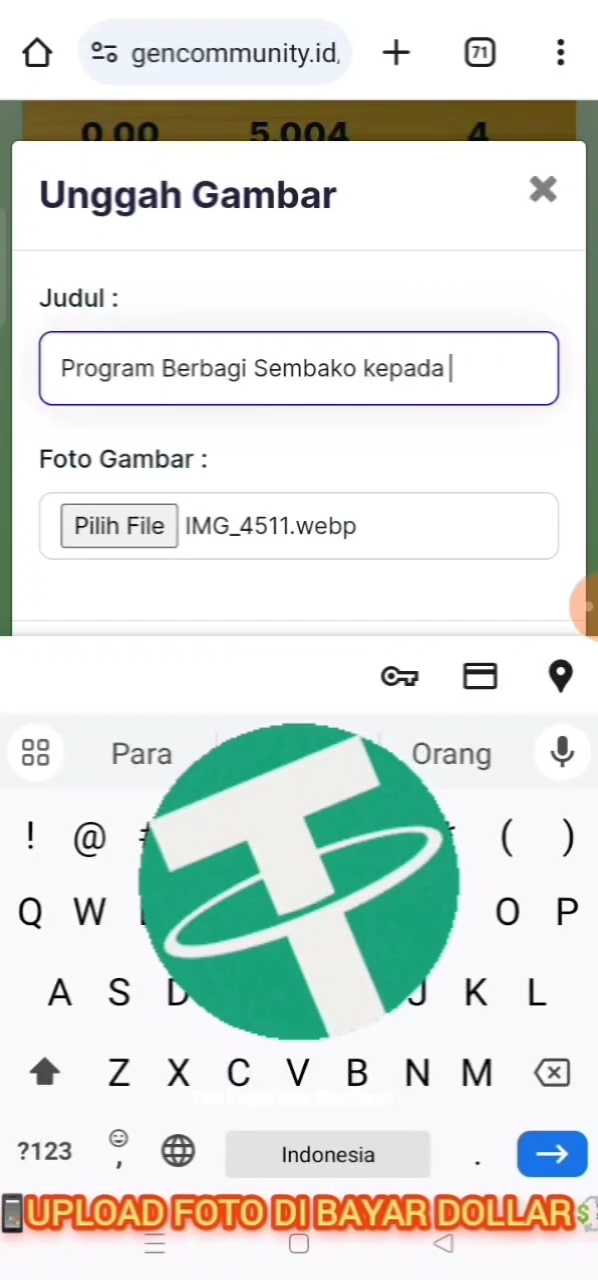 gencommunity.id,
71
0.00 5.004 4
Unggah Gambar
Judul :
Program Berbagi Sembako kepada
Foto Gambar :
Pilih File IMG_4511.webp
Para Orang
! @ ( )
Q W O P
A S D J K L
Z X C V B N M
?123 , Indonesia .
UPLOAD FOTO DI BAYAR DOLLAR